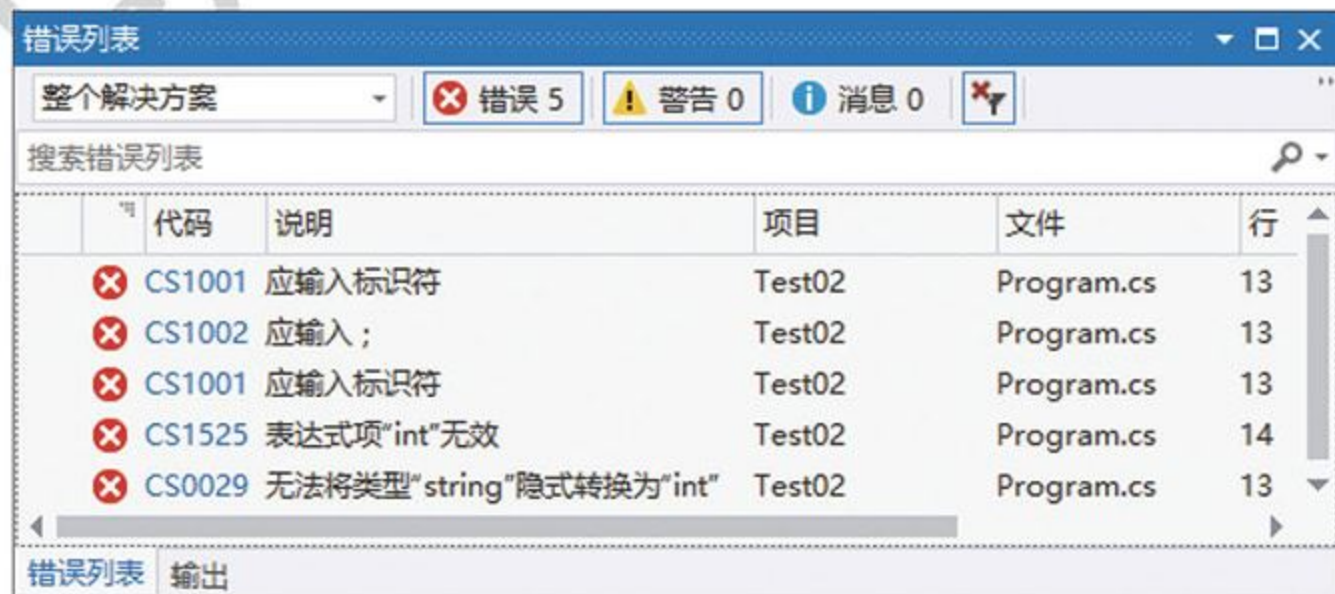 错误列表
整个解决方案 错误 5 警告 0 消息 0
搜索错误列表
代码 说明 项目 文件 行
CS1001 应输入标识符 Test02 Program.cs 13
CS1002 应输入； Test02 Program.cs 13
CS1001 应输入标识符 Test02 Program.cs 13
CS1525 表达式项“int”无效 Test02 Program.cs 14
CS0029 无法将类型“string”隐式转换为“int” Test02 Program.cs 13
错误列表 输出